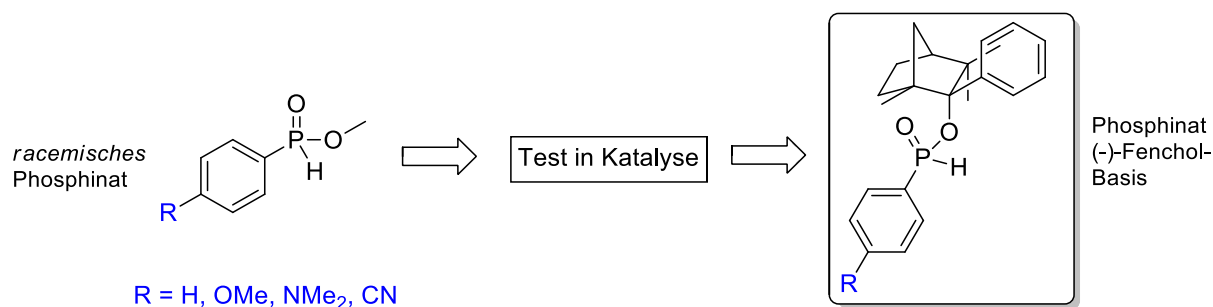 racemisches
Phosphinat
O
P
O
H
R
R = H, OMe, NMe₂, CN
Test in Katalyse
O
O
P
H
R
Phosphinat
(-)-Fenchol-
Basis